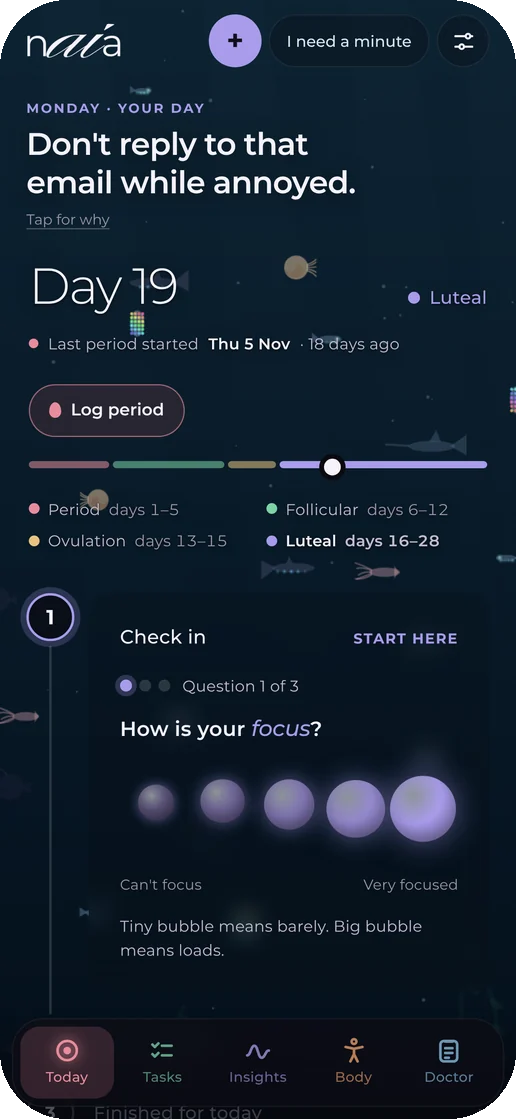 naía
+
I need a minute
MONDAY · YOUR DAY
Don't reply to that
email while annoyed.
Tap for why
Day 19
Luteal
Last period started Thu 5 Nov · 18 days ago
Log period
Period days 1–5
Follicular days 6–12
Ovulation days 13–15
Luteal days 16–28
1
Check in
START HERE
Question 1 of 3
How is your focus?
Can't focus
Very focused
Tiny bubble means barely. Big bubble
means loads.
Today
Tasks
Insights
Body
Doctor
3
Finished for today